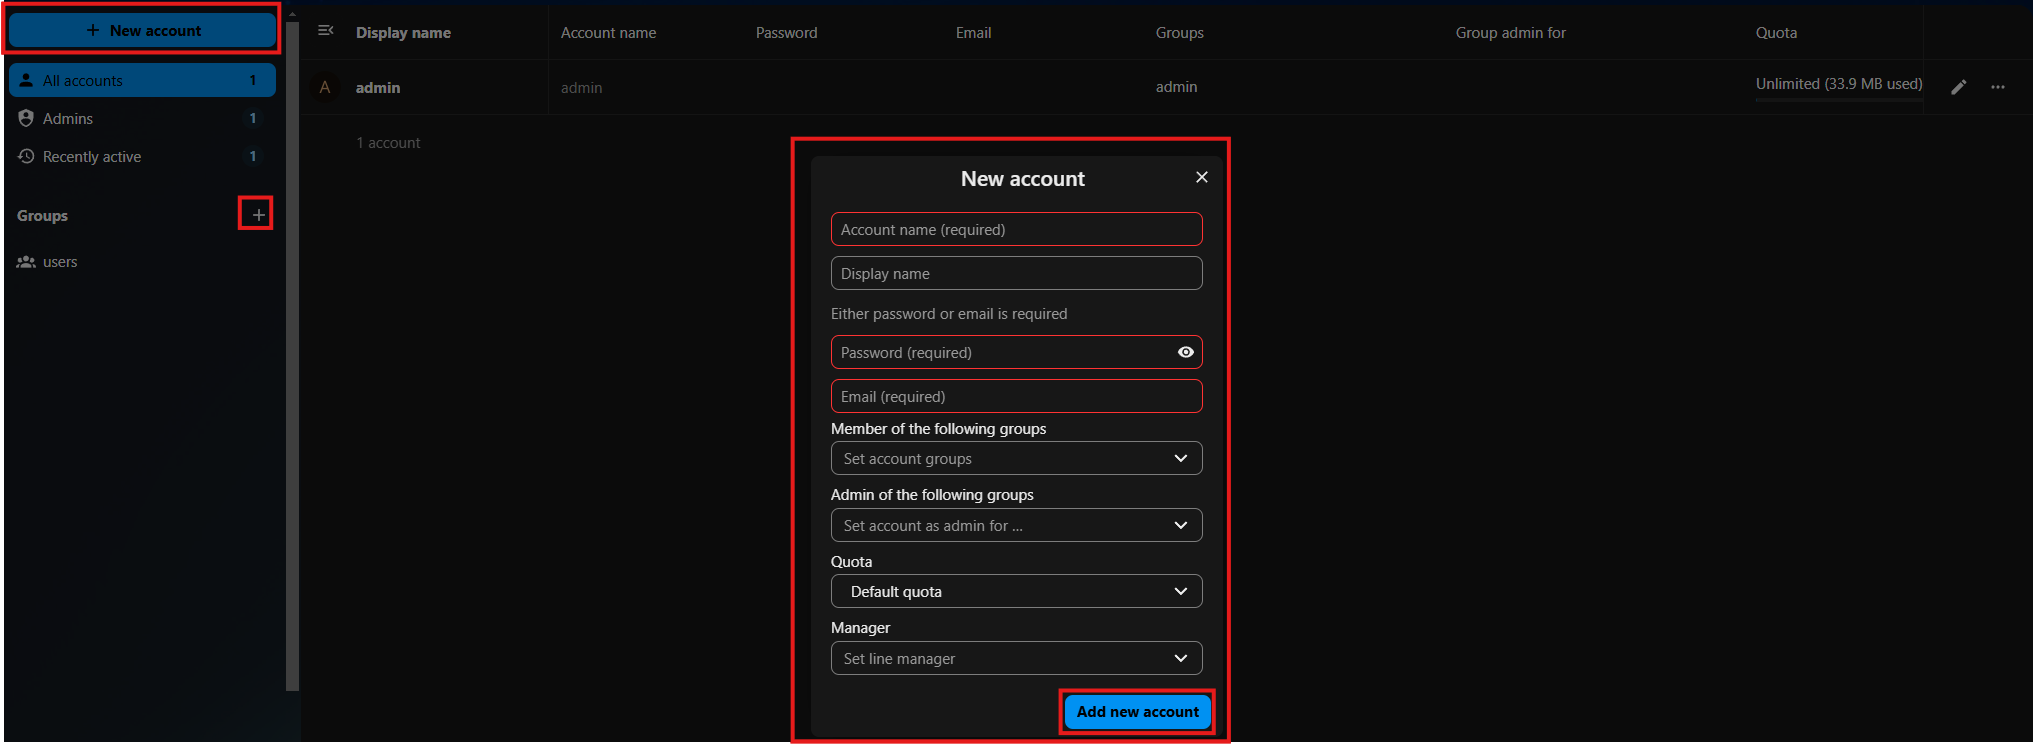 New account
All accounts 1
Admins 1
Recently active 1
Groups
users
Display name Account name Password Email Groups Group admin for Quota
A admin admin admin Unlimited (33.9 MB used)
1 account
New account
Account name (required)
Display name
Either password or email is required
Password (required)
Email (required)
Member of the following groups
Set account groups
Admin of the following groups
Set account as admin for ...
Quota
Default quota
Manager
Set line manager
Add new account